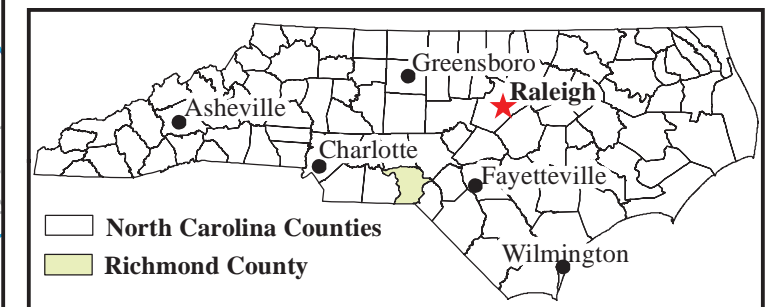 Greensboro
Raleigh
Asheville
Charlotte
Fayetteville
North Carolina Counties
Wilmington
Richmond County